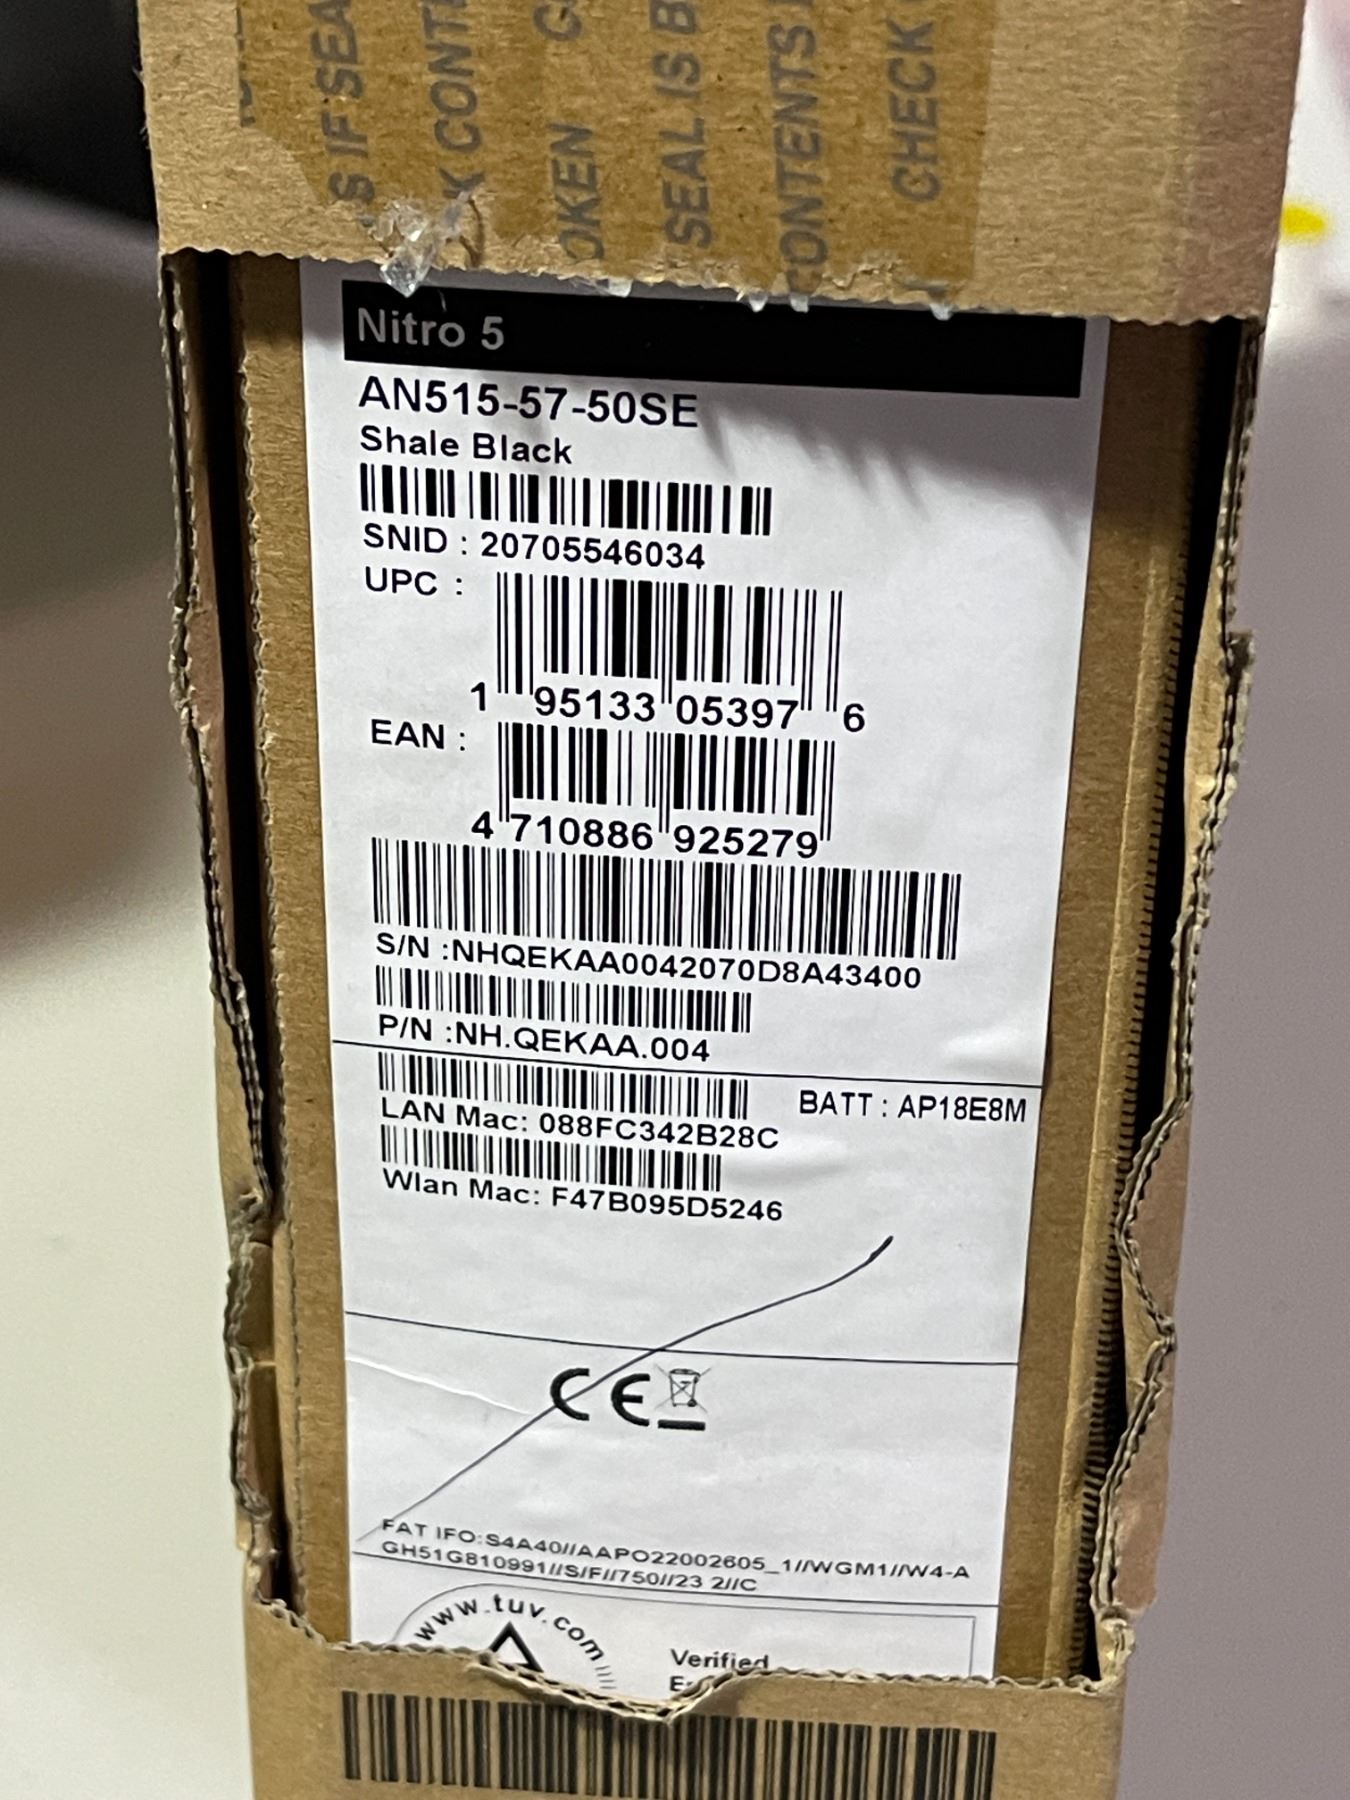 S IF SEA
K CONT
OKEN
SEAL IS B
CONTENTS
CHECK
Nitro 5
AN515-57-50SE
Shale Black
SNID : 20705546034
UPC :
1 95133 05397 6
EAN :
4 710886 925279
S/N :NHQEKAA0042070D8A43400
P/N :NH.QEKAA.004
BATT : AP18E8M
LAN Mac: 088FC342B28C
Wlan Mac: F47B095D5246
CE
FAT IFO:S4A40//AAPO22002605_1//WGM1//W4-A
GH51G810991//S/F//750//23 2//C
www.tuv.com
Verified